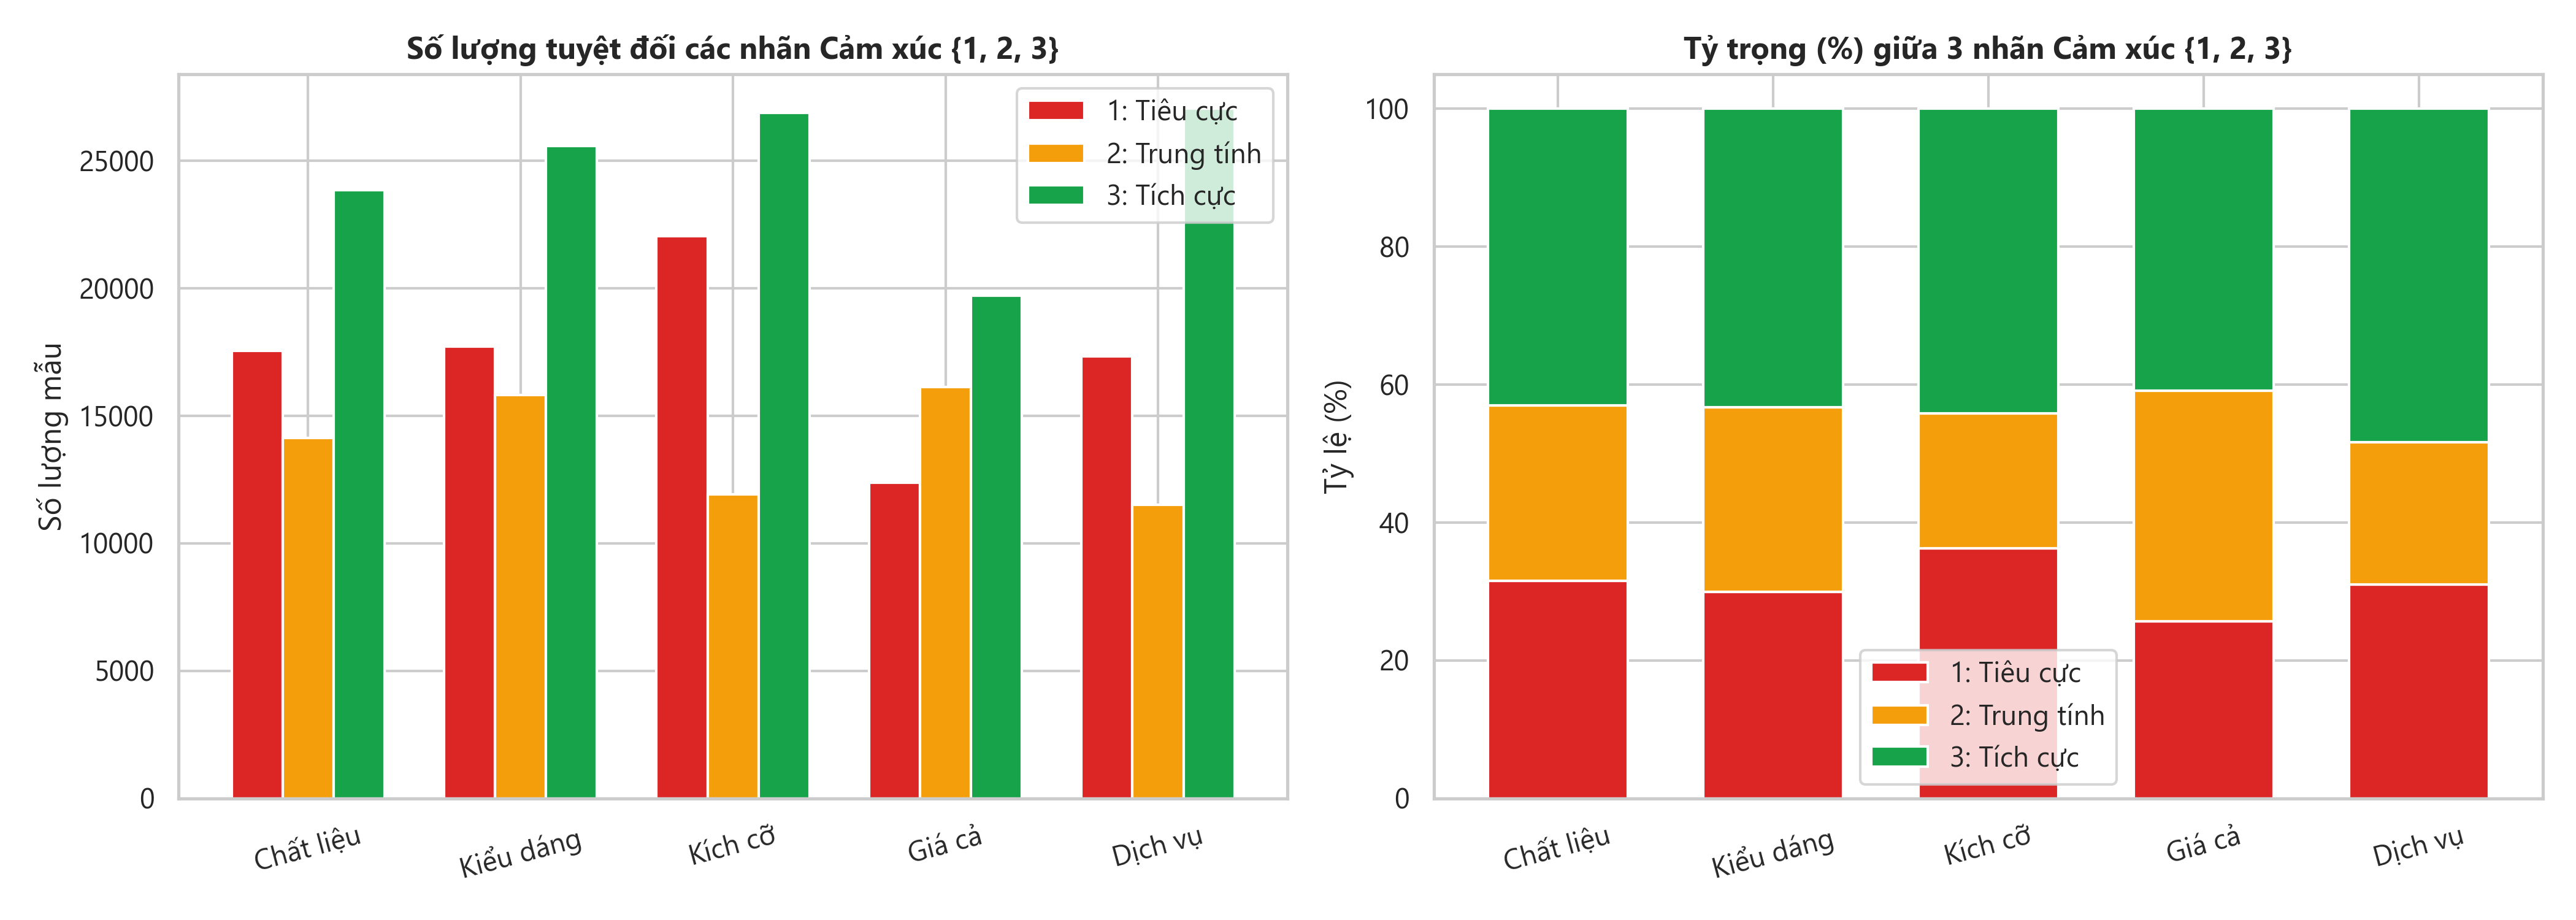 Số lượng tuyệt đối các nhãn Cảm xúc {1, 2, 3}
Số lượng mẫu
25000
20000
15000
10000
5000
0
1: Tiêu cực
2: Trung tính
3: Tích cực
Chất liệu
Kiểu dáng
Kích cỡ
Giá cả
Dịch vụ
Tỷ trọng (%) giữa 3 nhãn Cảm xúc {1, 2, 3}
Tỷ lệ (%)
100
80
60
40
20
0
1: Tiêu cực
2: Trung tính
3: Tích cực
Chất liệu
Kiểu dáng
Kích cỡ
Giá cả
Dịch vụ